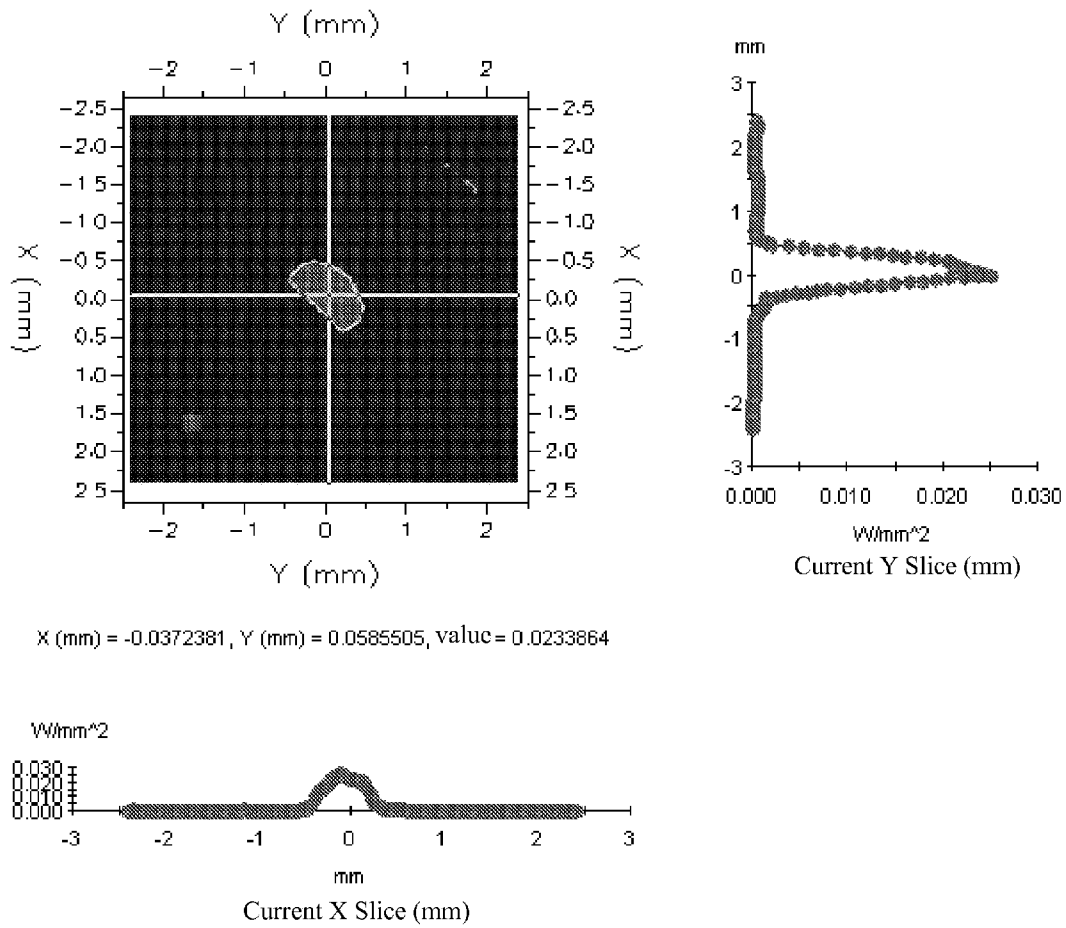 Y (mm)
-2 -1 0 1 2
-2.5 -2.5
-2.0 -2.0
-1.5 -1.5
-1.0 -1.0
-0.5 -0.5
0.0 0.0
0.5 0.5
1.0 1.0
1.5 1.5
2.0 2.0
2 5 2 5
X (mm)
X (mm)
-2 -1 0 1 2
Y (mm)
mm
3
2
1
0
-1
-2
-3
0.000 0.010 0.020 0.030
W/mm^2
Current Y Slice (mm)
X (mm) = -0.0372381, Y (mm) = 0.0585505, value = 0.0233864
W/mm^2
0.030
0.020
0.010
0.000
-3 -2 -1 0 1 2 3
mm
Current X Slice (mm)